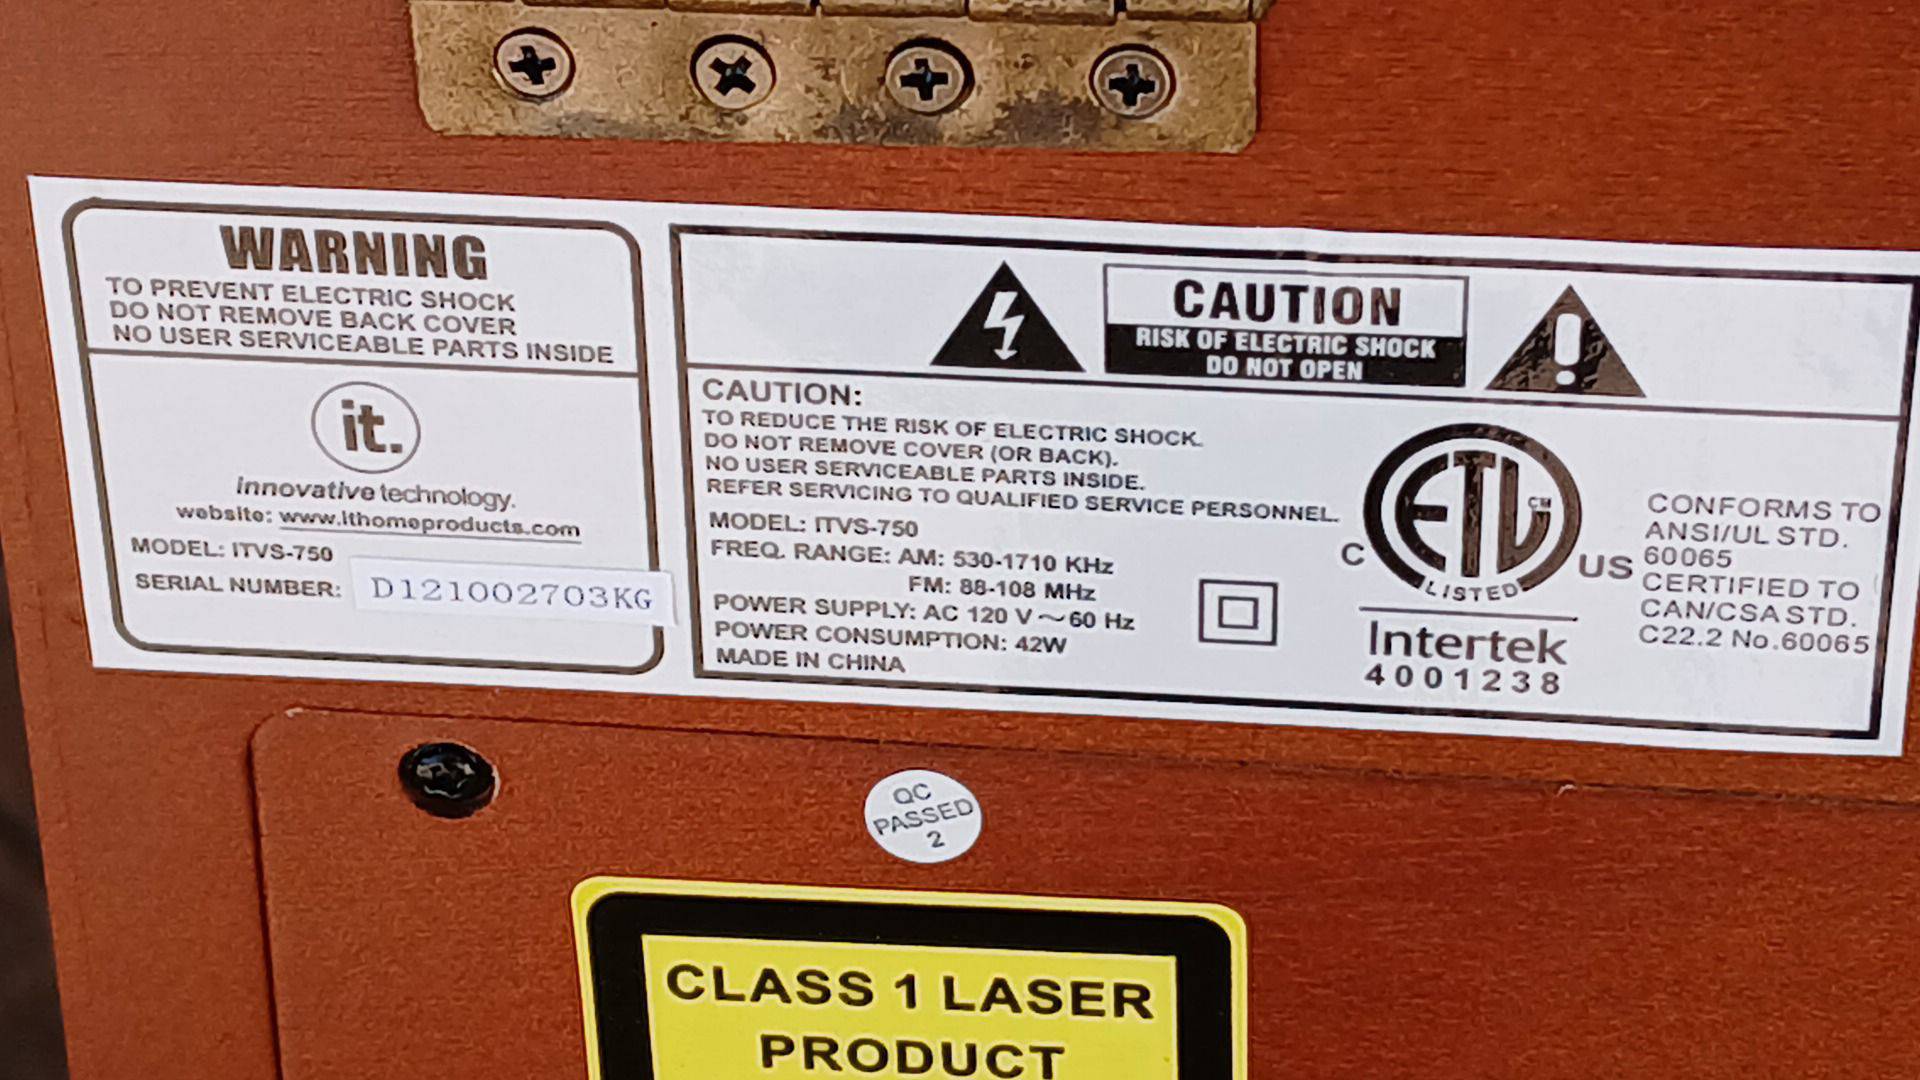 WARNING
TO PREVENT ELECTRIC SHOCK
DO NOT REMOVE BACK COVER
NO USER SERVICEABLE PARTS INSIDE
it.
innovative technology.
website: www.ithomeproducts.com
MODEL: ITVS-750
SERIAL NUMBER: D121002703KG
CAUTION
RISK OF ELECTRIC SHOCK
DO NOT OPEN
CAUTION:
TO REDUCE THE RISK OF ELECTRIC SHOCK.
DO NOT REMOVE COVER (OR BACK).
NO USER SERVICEABLE PARTS INSIDE.
REFER SERVICING TO QUALIFIED SERVICE PERSONNEL.
MODEL: ITVS-750
FREQ. RANGE: AM: 530-1710 KHz
FM: 88-108 MHz
POWER SUPPLY: AC 120 V～60 Hz
POWER CONSUMPTION: 42W
MADE IN CHINA
C ETL CM US
LISTED
Intertek
4001238
CONFORMS TO
ANSI/UL STD.
60065
CERTIFIED TO
CAN/CSA STD.
C22.2 No.60065
QC
PASSED
2
CLASS 1 LASER
PRODUCT